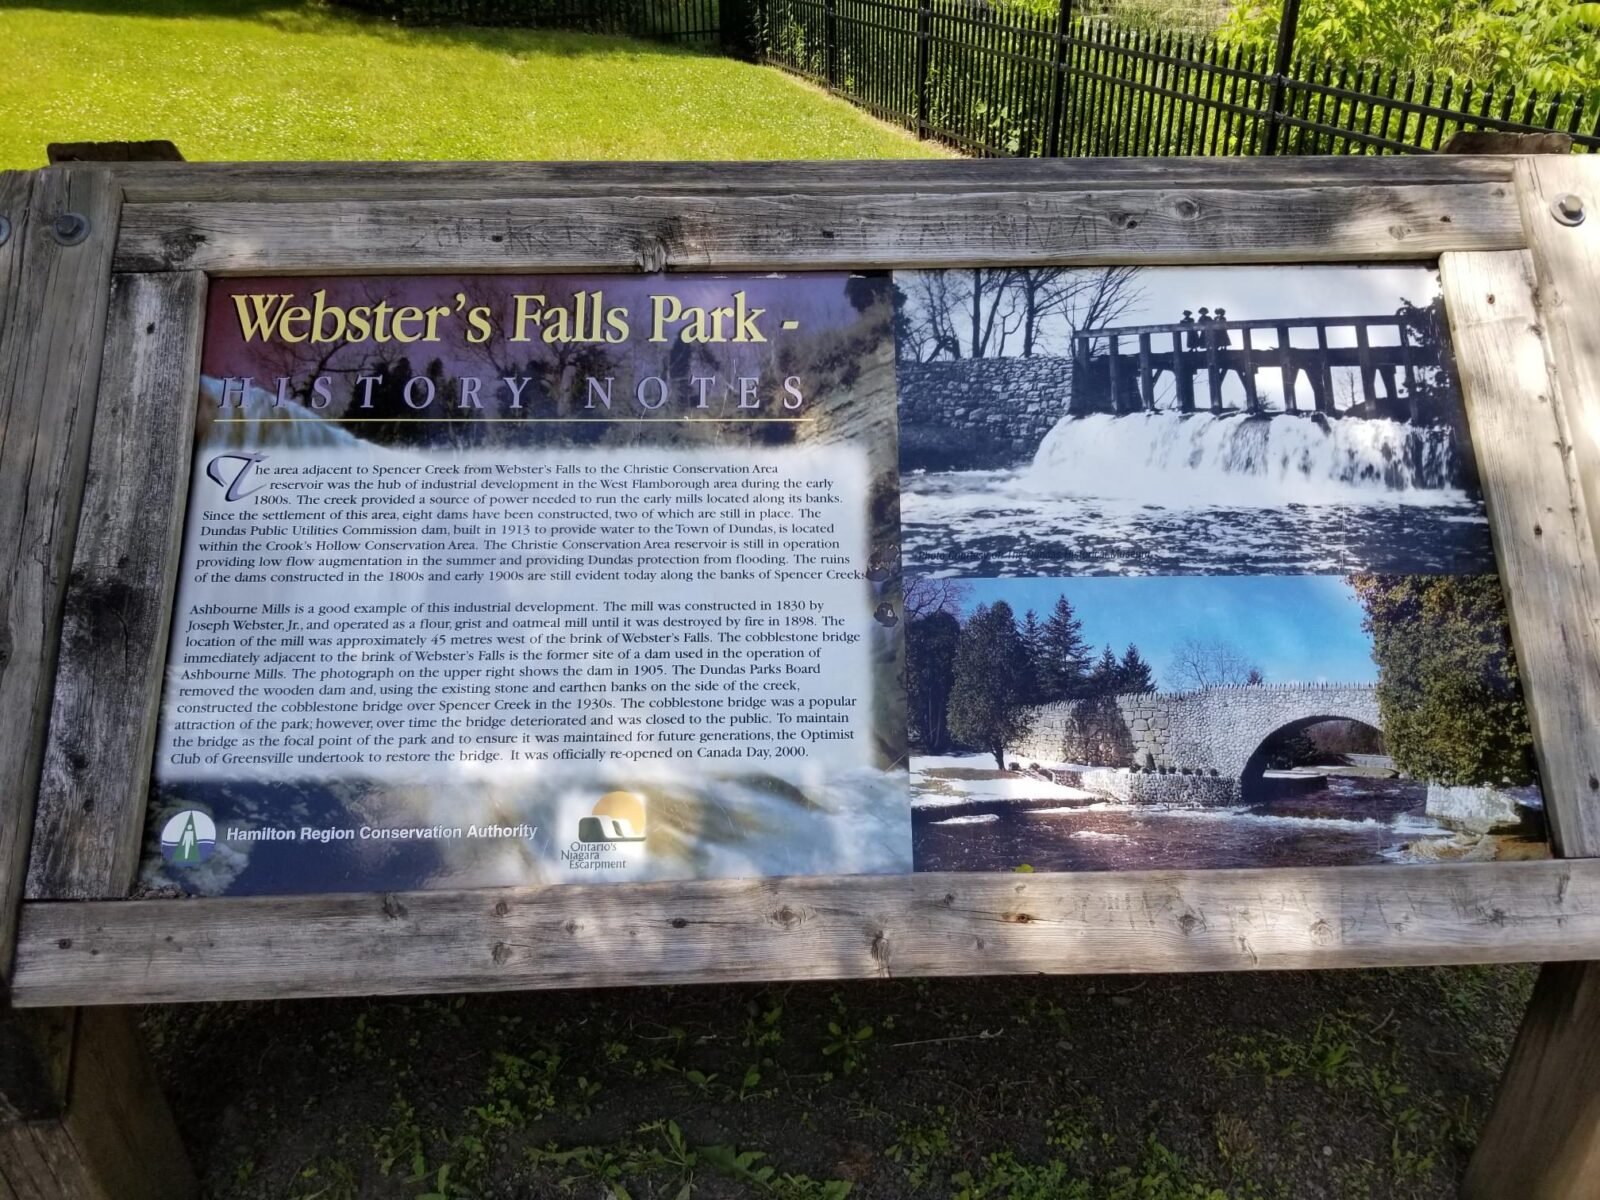 Webster's Falls Park -
HISTORY NOTES
The area adjacent to Spencer Creek from Webster's Falls to the Christie Conservation Area
reservoir was the hub of industrial development in the West Flamborough area during the early
1800s. The creek provided a source of power needed to run the early mills located along its banks.
Since the settlement of this area, eight dams have been constructed, two of which are still in place. The
Dundas Public Utilities Commission dam, built in 1913 to provide water to the Town of Dundas, is located
within the Crook's Hollow Conservation Area. The Christie Conservation Area reservoir is still in operation
providing low flow augmentation in the summer and providing Dundas protection from flooding. The ruins
of the dams constructed in the 1800s and early 1900s are still evident today along the banks of Spencer Creek.
Ashbourne Mills is a good example of this industrial development. The mill was constructed in 1830 by
Joseph Webster, Jr., and operated as a flour, grist and oatmeal mill until it was destroyed by fire in 1898. The
location of the mill was approximately 45 metres west of the brink of Webster's Falls. The cobblestone bridge
immediately adjacent to the brink of Webster's Falls is the former site of a dam used in the operation of
Ashbourne Mills. The photograph on the upper right shows the dam in 1905. The Dundas Parks Board
removed the wooden dam and, using the existing stone and earthen banks on the side of the creek,
constructed the cobblestone bridge over Spencer Creek in the 1930s. The cobblestone bridge was a popular
attraction of the park; however, over time the bridge deteriorated and was closed to the public. To maintain
the bridge as the focal point of the park and to ensure it was maintained for future generations, the Optimist
Club of Greensville undertook to restore the bridge. It was officially re-opened on Canada Day, 2000.
Hamilton Region Conservation Authority
Ontario's
Niagara
Escarpment
Photo Courtesy of The Dundas Historical Museum